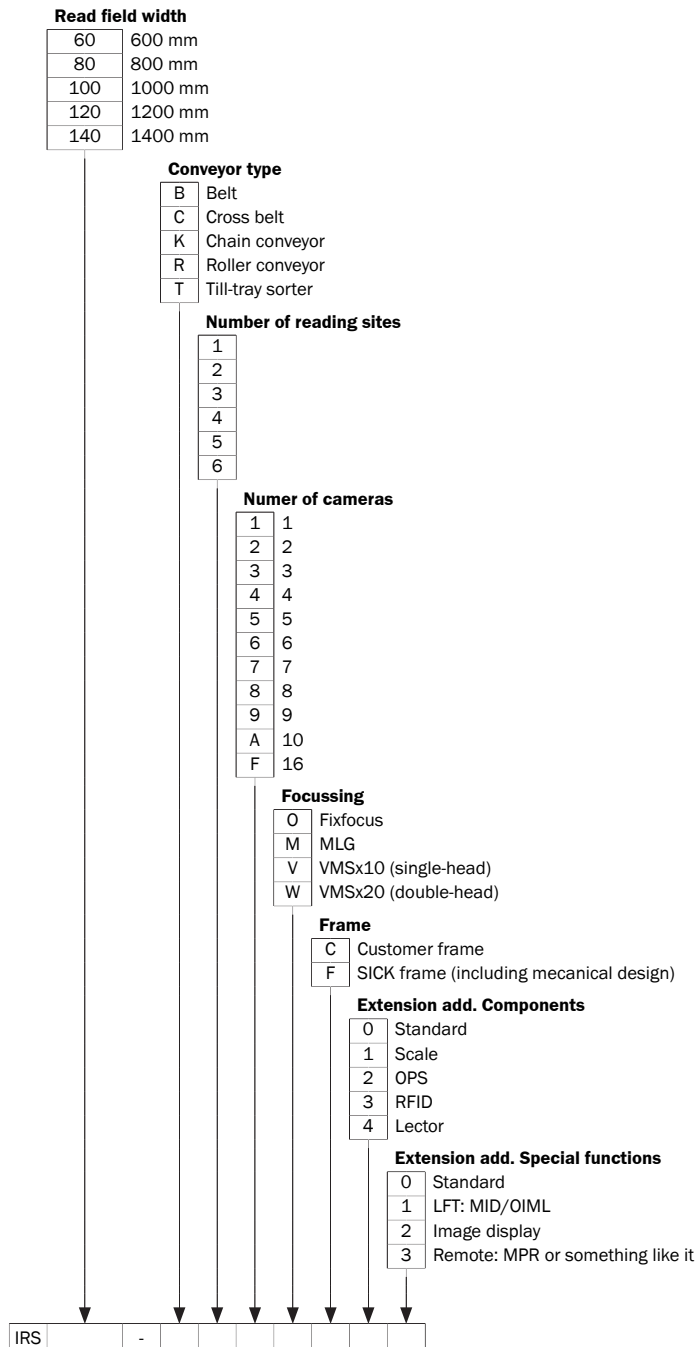 Read field width
60 600 mm
80 800 mm
100 1000 mm
120 1200 mm
140 1400 mm
Conveyor type
B Belt
C Cross belt
K Chain conveyor
R Roller conveyor
T Till-tray sorter
Number of reading sites
1
2
3
4
5
6
Numer of cameras
1 1
2 2
3 3
4 4
5 5
6 6
7 7
8 8
9 9
A 10
F 16
Focussing
O Fixfocus
M MLG
V VMSx10 (single-head)
W VMSx20 (double-head)
Frame
C Customer frame
F SICK frame (including mecanical design)
Extension add. Components
0 Standard
1 Scale
2 OPS
3 RFID
4 Lector
Extension add. Special functions
0 Standard
1 LFT: MID/OIML
2 Image display
3 Remote: MPR or something like it
IRS -